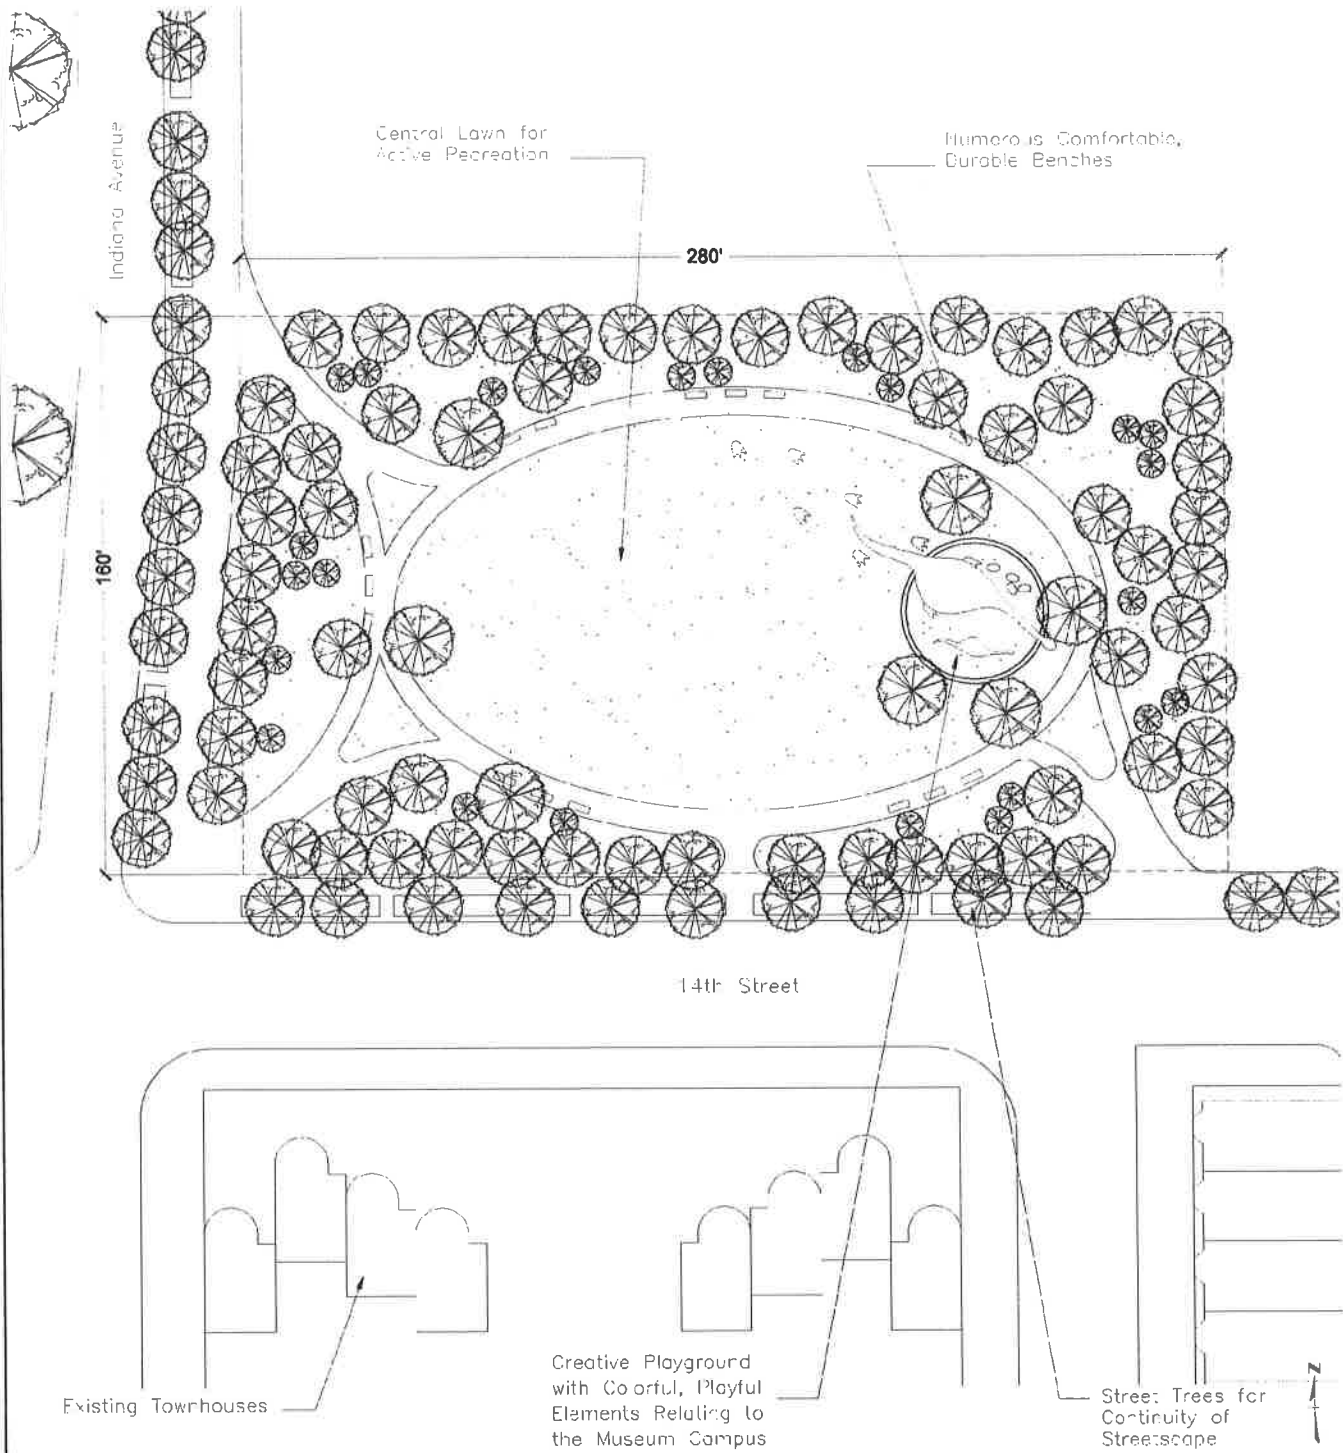 Indiana Avenue
Central Lawn for
Active Recreation
Numerous Comfortable,
Durable Benches
280'
160'
14th Street
Existing Townhouses
Creative Playground
with Colorful, Playful
Elements Relating to
the Museum Campus
Street Trees for
Continuity of
Streetscape
N